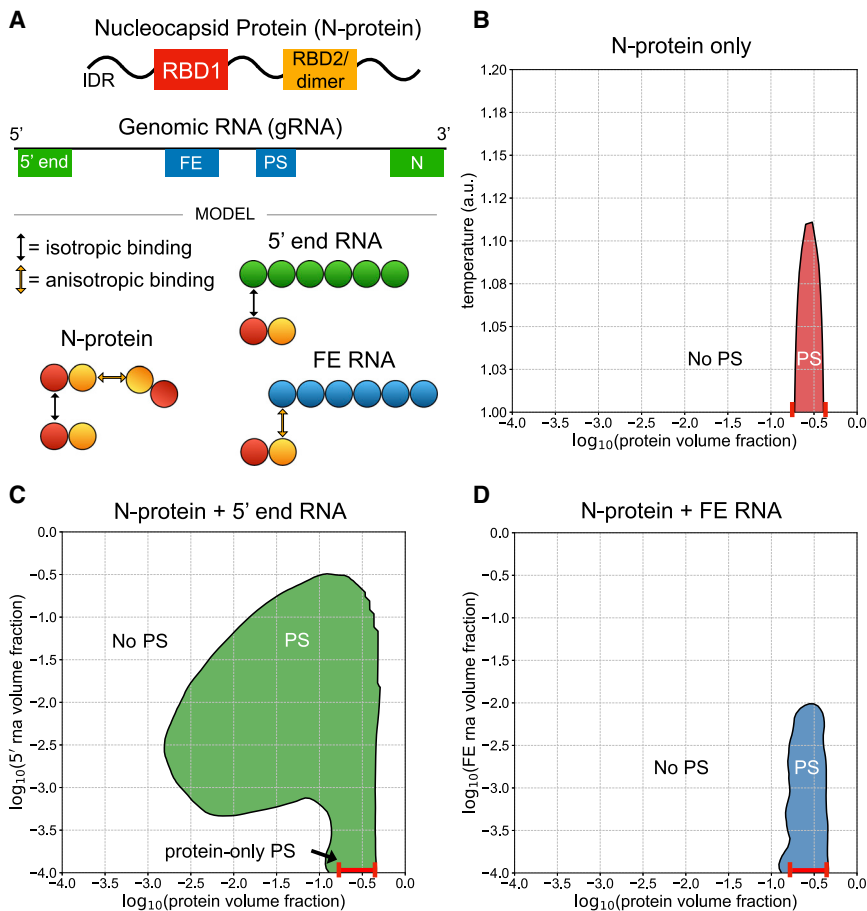 A
Nucleocapsid Protein (N-protein)
IDR
RBD1
RBD2/
dimer
5'
Genomic RNA (gRNA)
3'
5' end
FE
PS
N
MODEL
= isotropic binding
= anisotropic binding
5' end RNA
N-protein
FE RNA
B
N-protein only
1.20
1.18
1.15
1.12
1.10
1.07
1.05
1.03
1.00
temperature (a.u.)
No PS
PS
−4.0 −3.5 −3.0 −2.5 −2.0 −1.5 −1.0 −0.5 0.0
log10(protein volume fraction)
C
N-protein + 5' end RNA
0.0
−0.5
−1.0
−1.5
−2.0
−2.5
−3.0
−3.5
−4.0
log10(5' rna volume fraction)
No PS
PS
protein-only PS
−4.0 −3.5 −3.0 −2.5 −2.0 −1.5 −1.0 −0.5 0.0
log10(protein volume fraction)
D
N-protein + FE RNA
0.0
−0.5
−1.0
−1.5
−2.0
−2.5
−3.0
−3.5
−4.0
log10(FE rna volume fraction)
No PS
PS
−4.0 −3.5 −3.0 −2.5 −2.0 −1.5 −1.0 −0.5 0.0
log10(protein volume fraction)